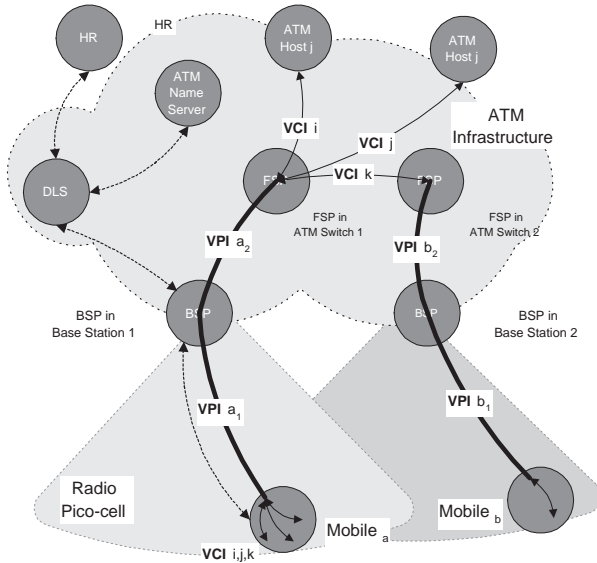 HR
HR
ATM
Host j
ATM
Host j
ATM
Name
Server
VCI i
ATM
Infrastructure
VCI j
VCI k
DLS
FSP
FSP
FSP in
ATM Switch 1
FSP in
ATM Switch 2
VPI a2
VPI b2
BSP in
Base Station 1
BSP
BSP
BSP in
Base Station 2
VPI a1
VPI b1
Radio
Pico-cell
Mobile a
Mobile b
VCI i,j,k